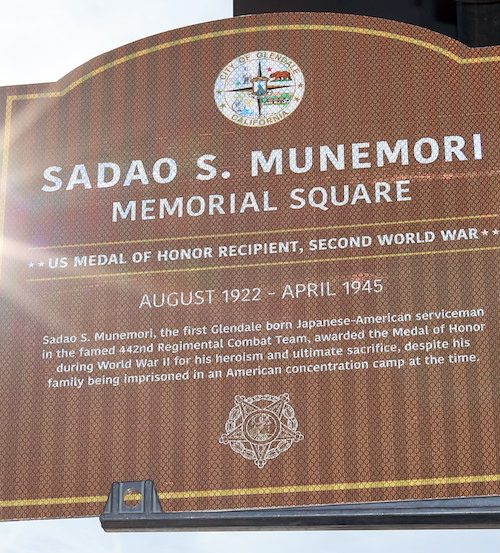 CITY OF GLENDALE
CALIFORNIA
SADAO S. MUNEMORI
MEMORIAL SQUARE
★★US MEDAL OF HONOR RECIPIENT, SECOND WORLD WAR★★
AUGUST 1922 - APRIL 1945
Sadao S. Munemori, the first Glendale born Japanese-American serviceman
in the famed 442nd Regimental Combat Team, awarded the Medal of Honor
during World War II for his heroism and ultimate sacrifice, despite his
family being imprisoned in an American concentration camp at the time.